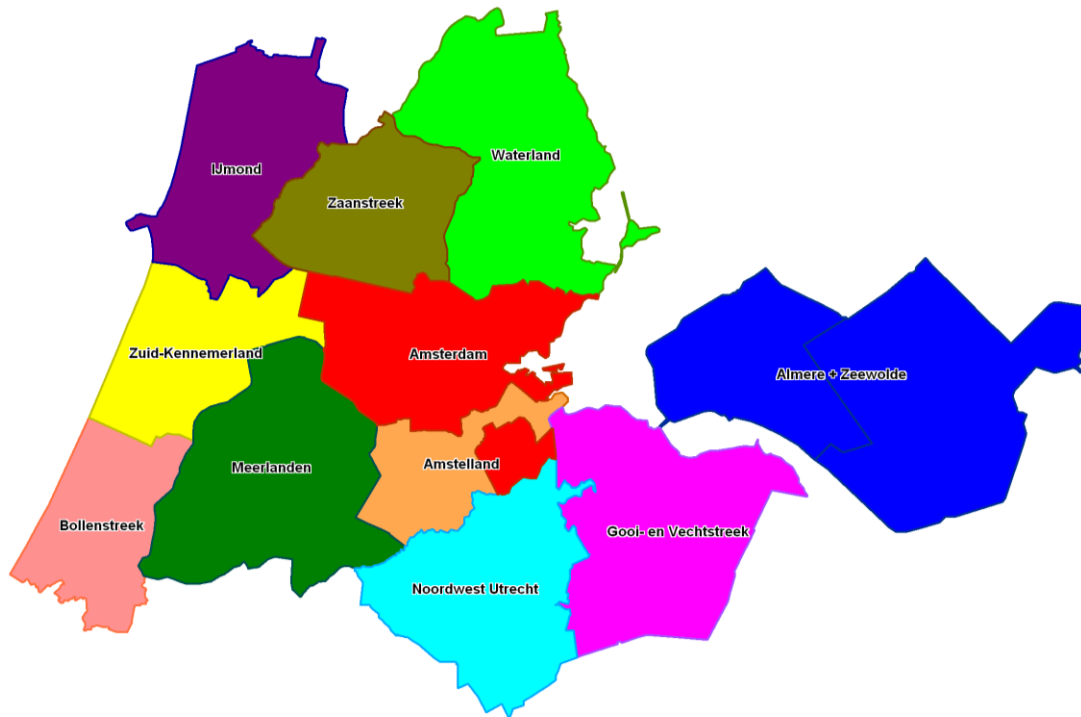 Waterland
IJmond
Zaanstreek
Zuid-Kennemerland
Amsterdam
Almere + Zeewolde
Meerlanden
Amstelland
Bollenstreek
Gooi- en Vechtstreek
Noordwest Utrecht